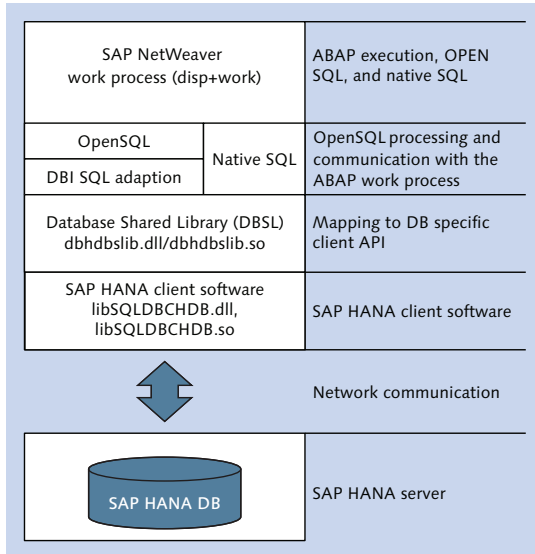 SAP NetWeaver
work process (disp+work)
ABAP execution, OPEN
SQL, and native SQL
OpenSQL
DBI SQL adaption
Native SQL
OpenSQL processing and
communication with the
ABAP work process
Database Shared Library (DBSL)
dbhdbslib.dll/dbhdbslib.so
Mapping to DB specific
client API
SAP HANA client software
libSQLDBCHDB.dll,
libSQLDBCHDB.so
SAP HANA client software
Network communication
SAP HANA DB
SAP HANA server